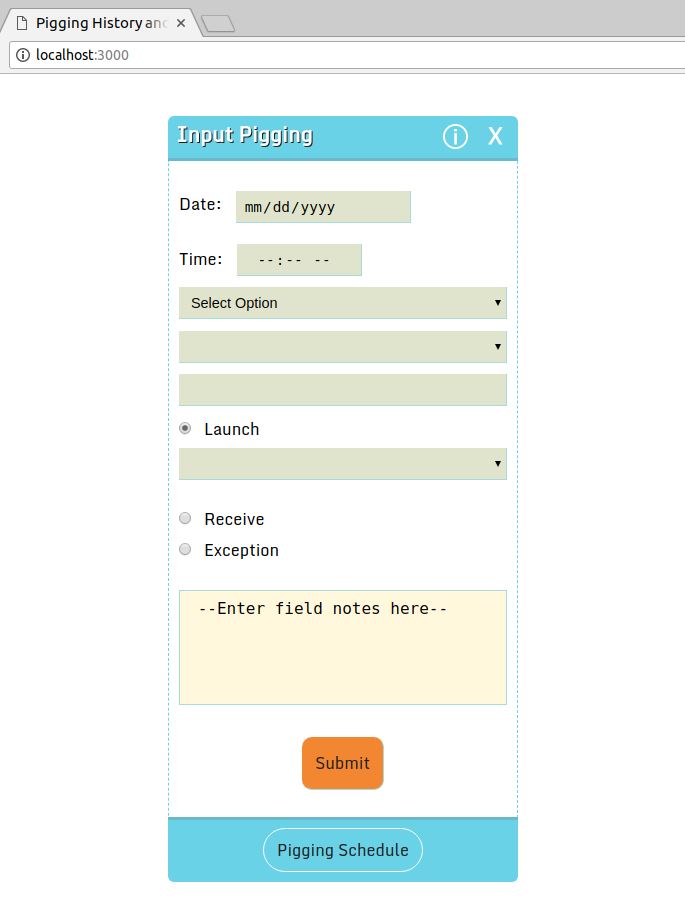 Pigging History and
localhost:3000
Input Pigging
X
Date: mm/dd/yyyy
Time: --:-- --
Select Option
Launch
Receive
Exception
--Enter field notes here--
Submit
Pigging Schedule